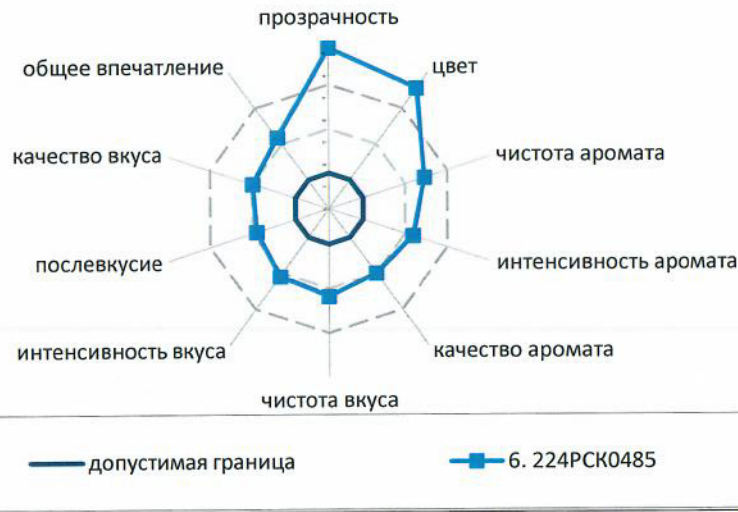 прозрачность
общее впечатление
цвет
качество вкуса
чистота аромата
послевкусие
интенсивность аромата
интенсивность вкуса
качество аромата
чистота вкуса
допустимая граница
6. 224РСК0485